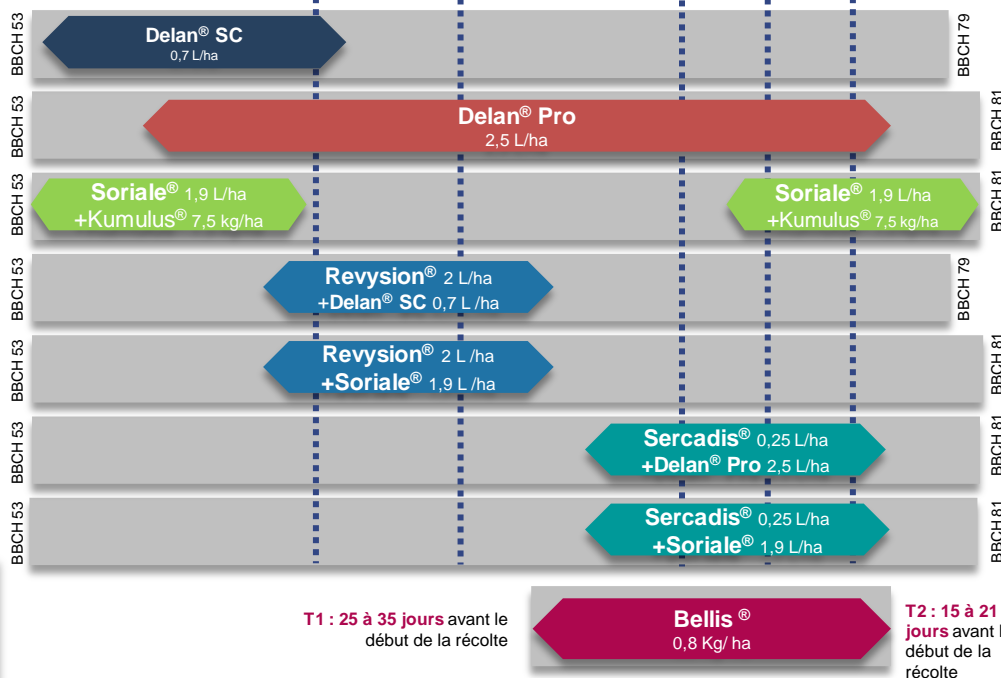 BBCH 53
Delan® SC
0,7 L/ha
BBCH 79
BBCH 53
Delan® Pro
2,5 L/ha
BBCH 81
BBCH 53
Soriale® 1,9 L/ha
+Kumulus® 7,5 kg/ha
Soriale® 1,9 L/ha
+Kumulus® 7,5 kg/ha
BBCH 81
BBCH 53
Revysion® 2 L/ha
+Delan® SC 0,7 L /ha
BBCH 79
BBCH 53
Revysion® 2 L /ha
+Soriale® 1,9 L /ha
BBCH 81
BBCH 53
Sercadis® 0,25 L/ha
+Delan® Pro 2,5 L/ha
BBCH 81
BBCH 53
Sercadis® 0,25 L/ha
+Soriale® 1,9 L/ha
BBCH 81
T1 : 25 à 35 jours avant le
début de la récolte
Bellis ®
0,8 Kg/ ha
T2 : 15 à 21
jours avant l
début de la
récolte